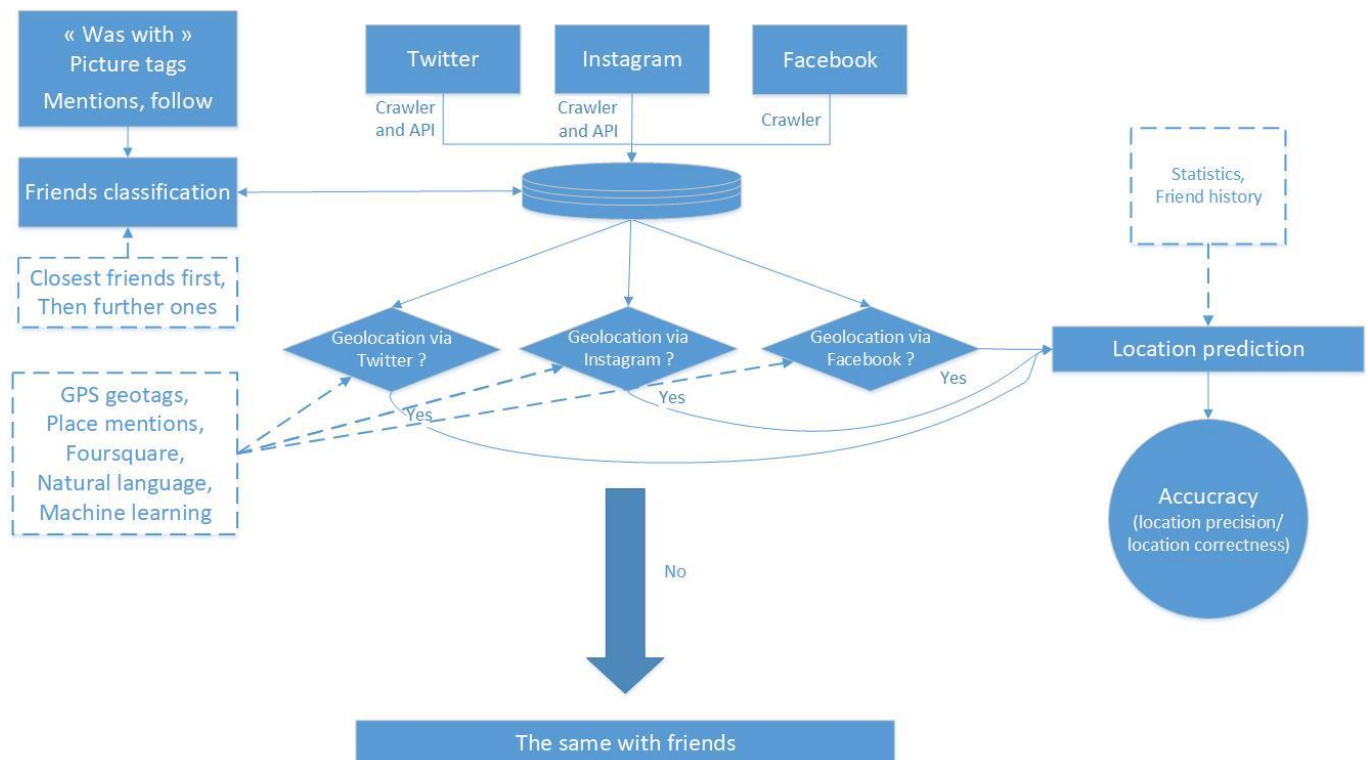 « Was with »
Picture tags
Mentions, follow
Twitter
Instagram
Facebook
Crawler
and API
Crawler
and API
Crawler
Friends classification
Statistics,
Friend history
Closest friends first,
Then further ones
Geolocation via
Twitter ?
Geolocation via
Instagram ?
Geolocation via
Facebook ?
Location prediction
Yes
Yes
Yes
GPS geotags,
Place mentions,
Foursquare,
Natural language,
Machine learning
Accucracy
(location precision/
location correctness)
No
The same with friends